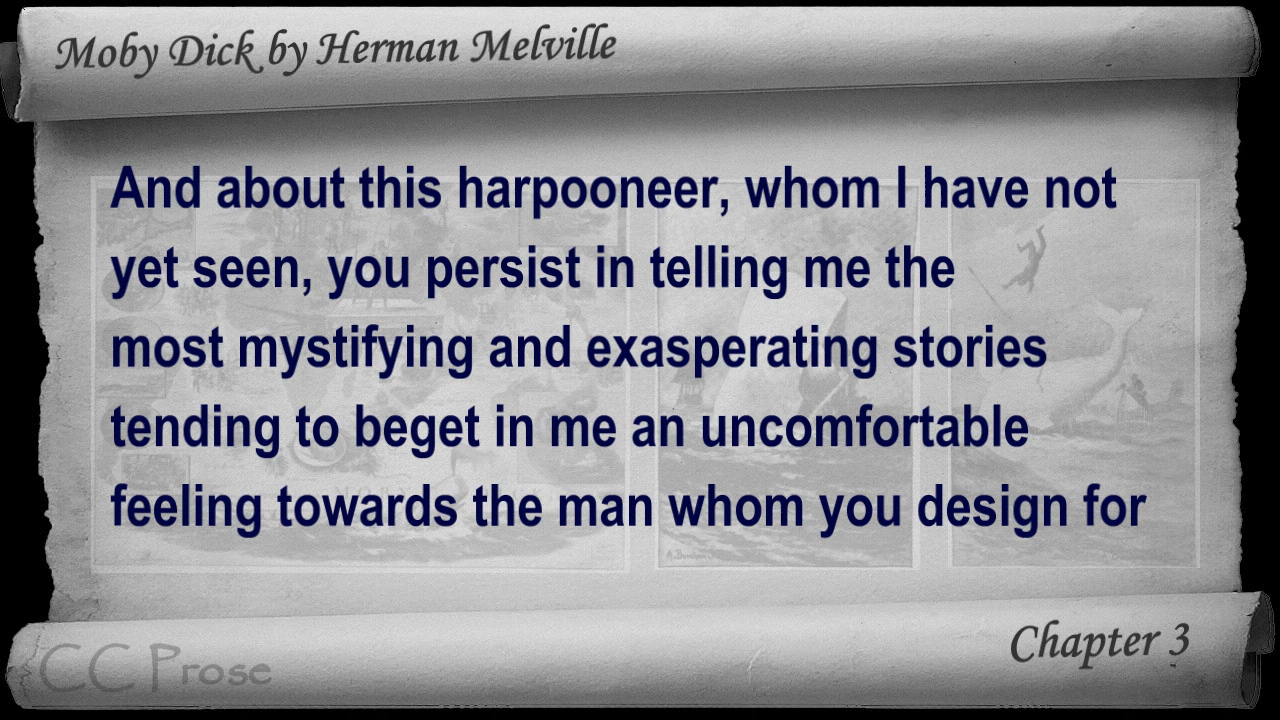 Moby Dick by Herman Melville
And about this harpooneer, whom I have not
yet seen, you persist in telling me the
most mystifying and exasperating stories
tending to beget in me an uncomfortable
feeling towards the man whom you design for
Chapter 3
CC Prose